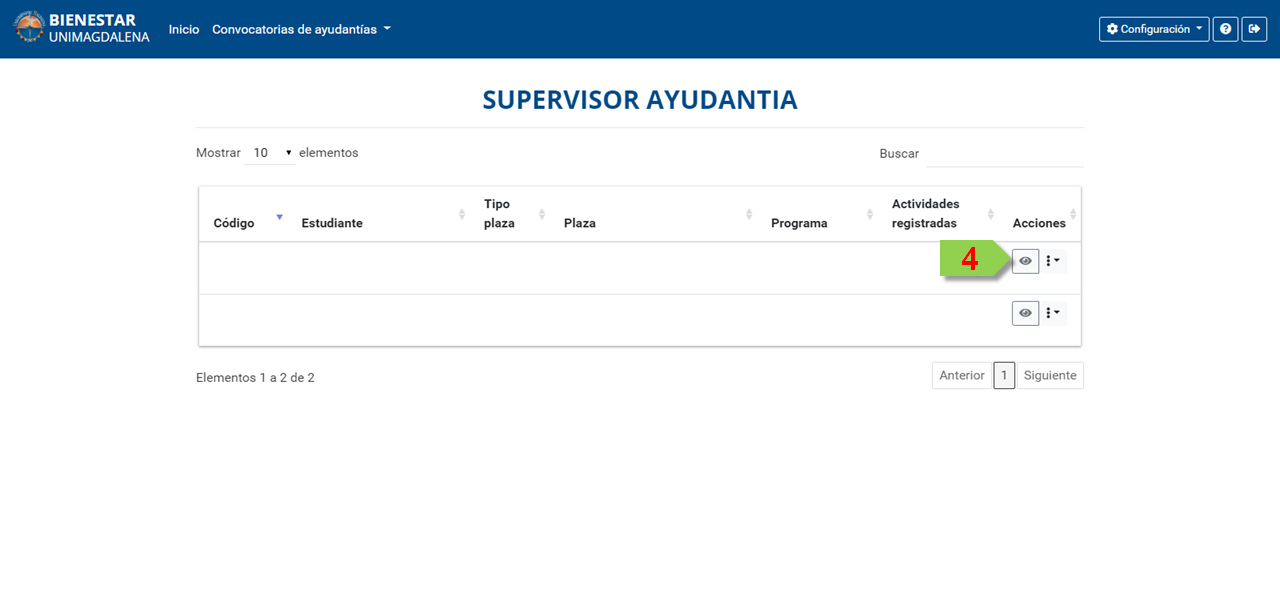 BIENESTAR
UNIMAGDALENA
Inicio Convocatorias de ayudantías
Configuración
SUPERVISOR AYUDANTIA
Mostrar 10 elementos
Buscar
Código Estudiante Tipo plaza Plaza Programa Actividades registradas Acciones
4
Elementos 1 a 2 de 2
Anterior 1 Siguiente